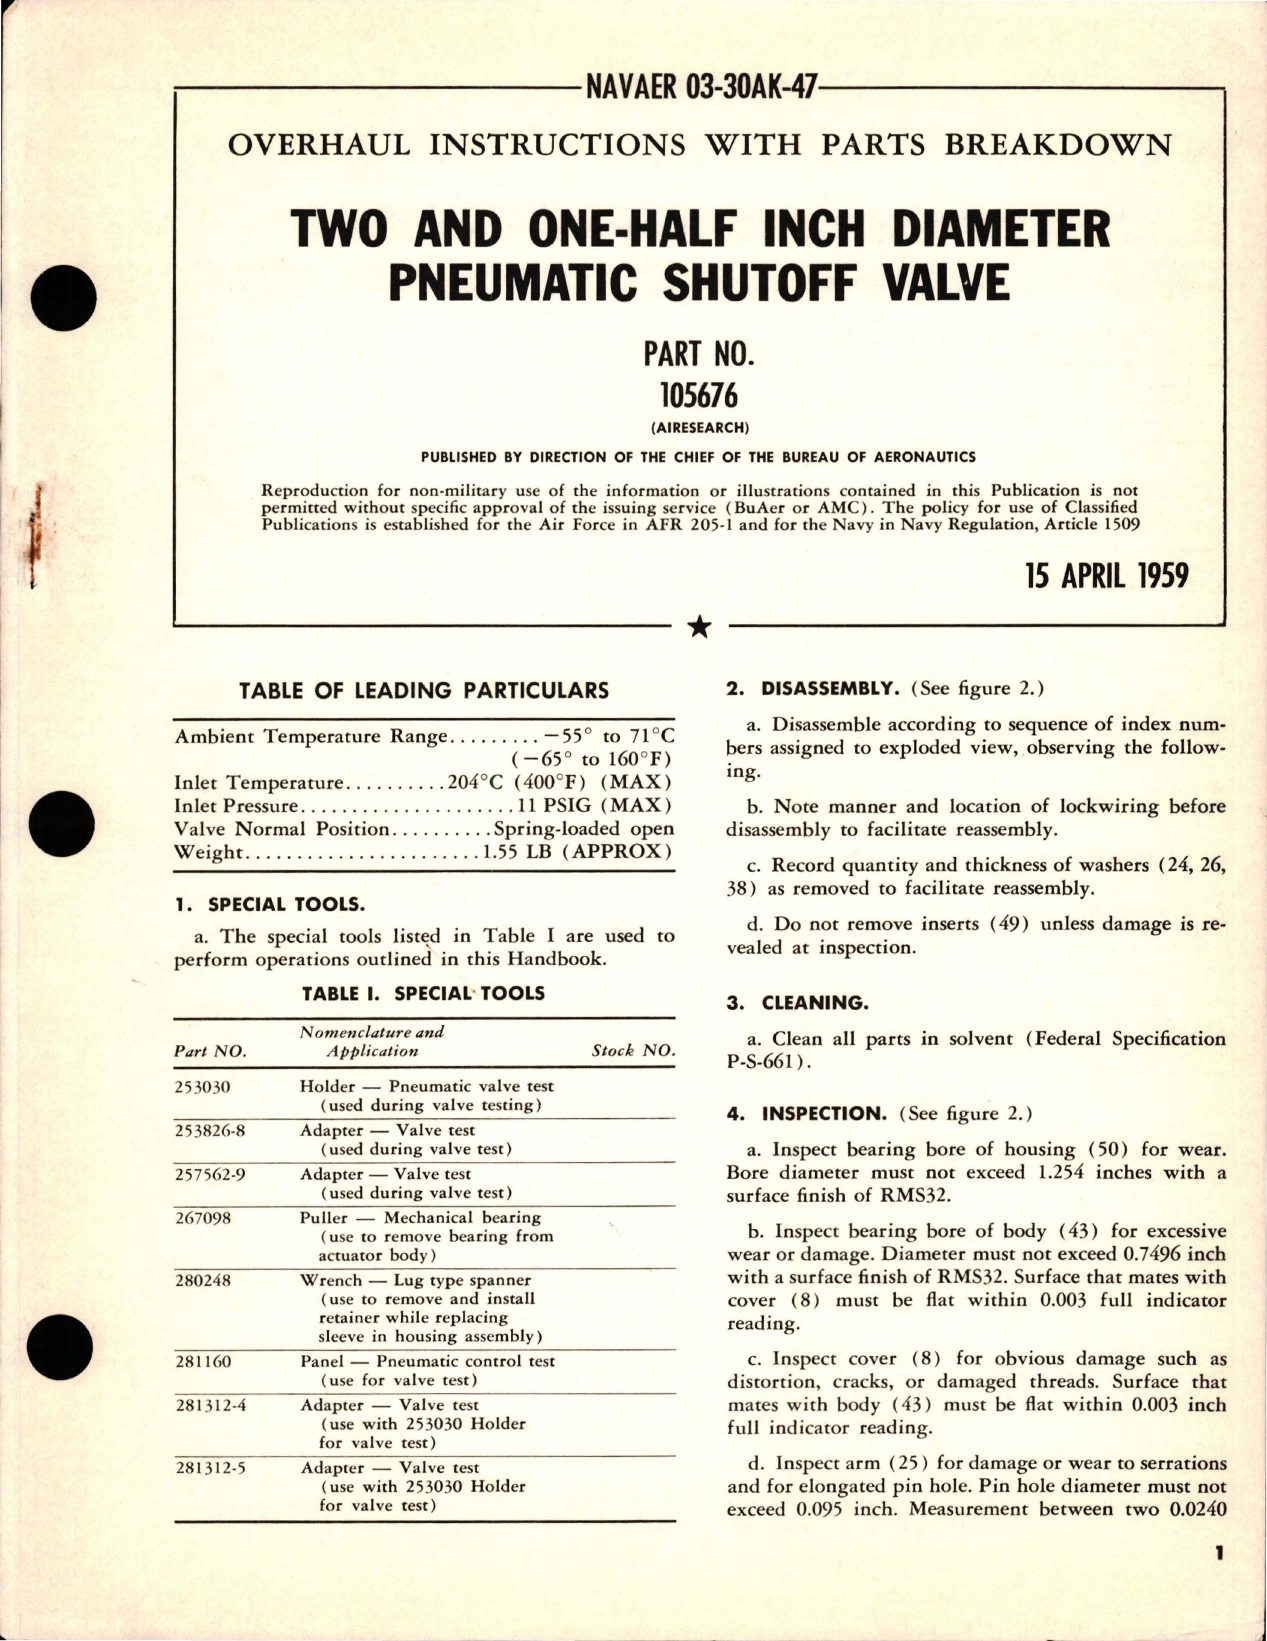 NAVAER 03-30AK-47
OVERHAUL INSTRUCTIONS WITH PARTS BREAKDOWN
TWO AND ONE-HALF INCH DIAMETER
PNEUMATIC SHUTOFF VALVE
PART NO.
105676
(AIRESEARCH)
PUBLISHED BY DIRECTION OF THE CHIEF OF THE BUREAU OF AERONAUTICS
Reproduction for non-military use of the information or illustrations contained in this Publication is not
permitted without specific approval of the issuing service (BuAer or AMC). The policy for use of Classified
Publications is established for the Air Force in AFR 205-1 and for the Navy in Navy Regulation, Article 1509
15 APRIL 1959
TABLE OF LEADING PARTICULARS
Ambient Temperature Range.........−55° to 71°C
(−65° to 160°F)
Inlet Temperature..........204°C (400°F) (MAX)
Inlet Pressure.....................11 PSIG (MAX)
Valve Normal Position..........Spring-loaded open
Weight.......................1.55 LB (APPROX)
1. SPECIAL TOOLS.
a. The special tools listed in Table I are used to
perform operations outlined in this Handbook.
TABLE I. SPECIAL TOOLS
Nomenclature and
Part NO. Application Stock NO.
253030 Holder — Pneumatic valve test
(used during valve testing)
253826-8 Adapter — Valve test
(used during valve test)
257562-9 Adapter — Valve test
(used during valve test)
267098 Puller — Mechanical bearing
(use to remove bearing from
actuator body)
280248 Wrench — Lug type spanner
(use to remove and install
retainer while replacing
sleeve in housing assembly)
281160 Panel — Pneumatic control test
(use for valve test)
281312-4 Adapter — Valve test
(use with 253030 Holder
for valve test)
281312-5 Adapter — Valve test
(use with 253030 Holder
for valve test)
2. DISASSEMBLY. (See figure 2.)
a. Disassemble according to sequence of index num-
bers assigned to exploded view, observing the follow-
ing.
b. Note manner and location of lockwiring before
disassembly to facilitate reassembly.
c. Record quantity and thickness of washers (24, 26,
38) as removed to facilitate reassembly.
d. Do not remove inserts (49) unless damage is re-
vealed at inspection.
3. CLEANING.
a. Clean all parts in solvent (Federal Specification
P-S-661).
4. INSPECTION. (See figure 2.)
a. Inspect bearing bore of housing (50) for wear.
Bore diameter must not exceed 1.254 inches with a
surface finish of RMS32.
b. Inspect bearing bore of body (43) for excessive
wear or damage. Diameter must not exceed 0.7496 inch
with a surface finish of RMS32. Surface that mates with
cover (8) must be flat within 0.003 full indicator
reading.
c. Inspect cover (8) for obvious damage such as
distortion, cracks, or damaged threads. Surface that
mates with body (43) must be flat within 0.003 inch
full indicator reading.
d. Inspect arm (25) for damage or wear to serrations
and for elongated pin hole. Pin hole diameter must not
exceed 0.095 inch. Measurement between two 0.0240
1